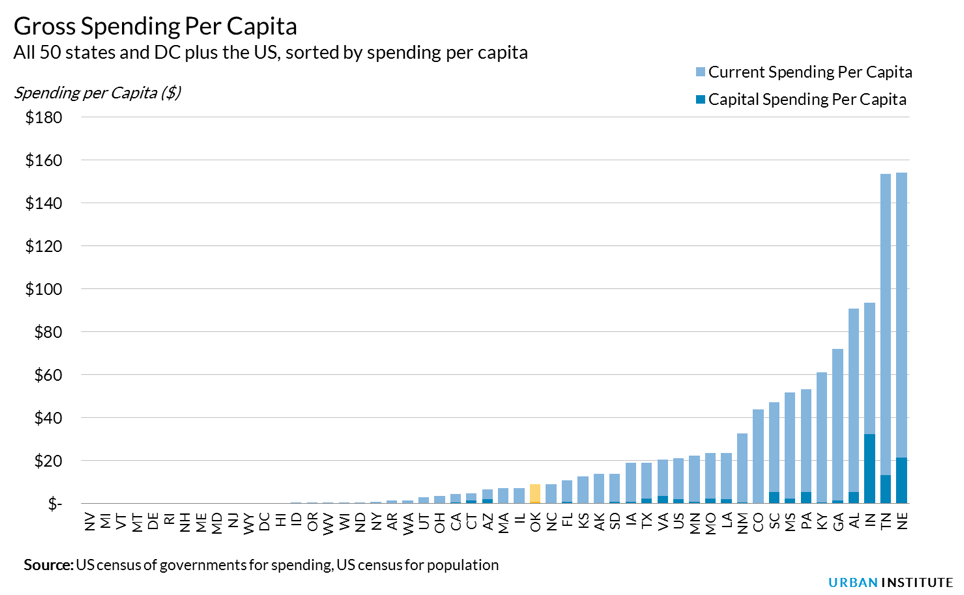 Gross Spending Per Capita
All 50 states and DC plus the US, sorted by spending per capita
Current Spending Per Capita
Capital Spending Per Capita
Spending per Capita ($)
$180
$160
$140
$120
$100
$80
$60
$40
$20
$-
NV MI VT MT DE RI NH ME MD NJ WY DC HI ID OR WV WI ND NY AR WA UT OH CA CT AZ MA IL OK NC FL KS AK SD IA TX VA US MN MO LA NM CO SC MS PA KY GA AL IN TN NE
Source: US census of governments for spending, US census for population
URBAN INSTITUTE